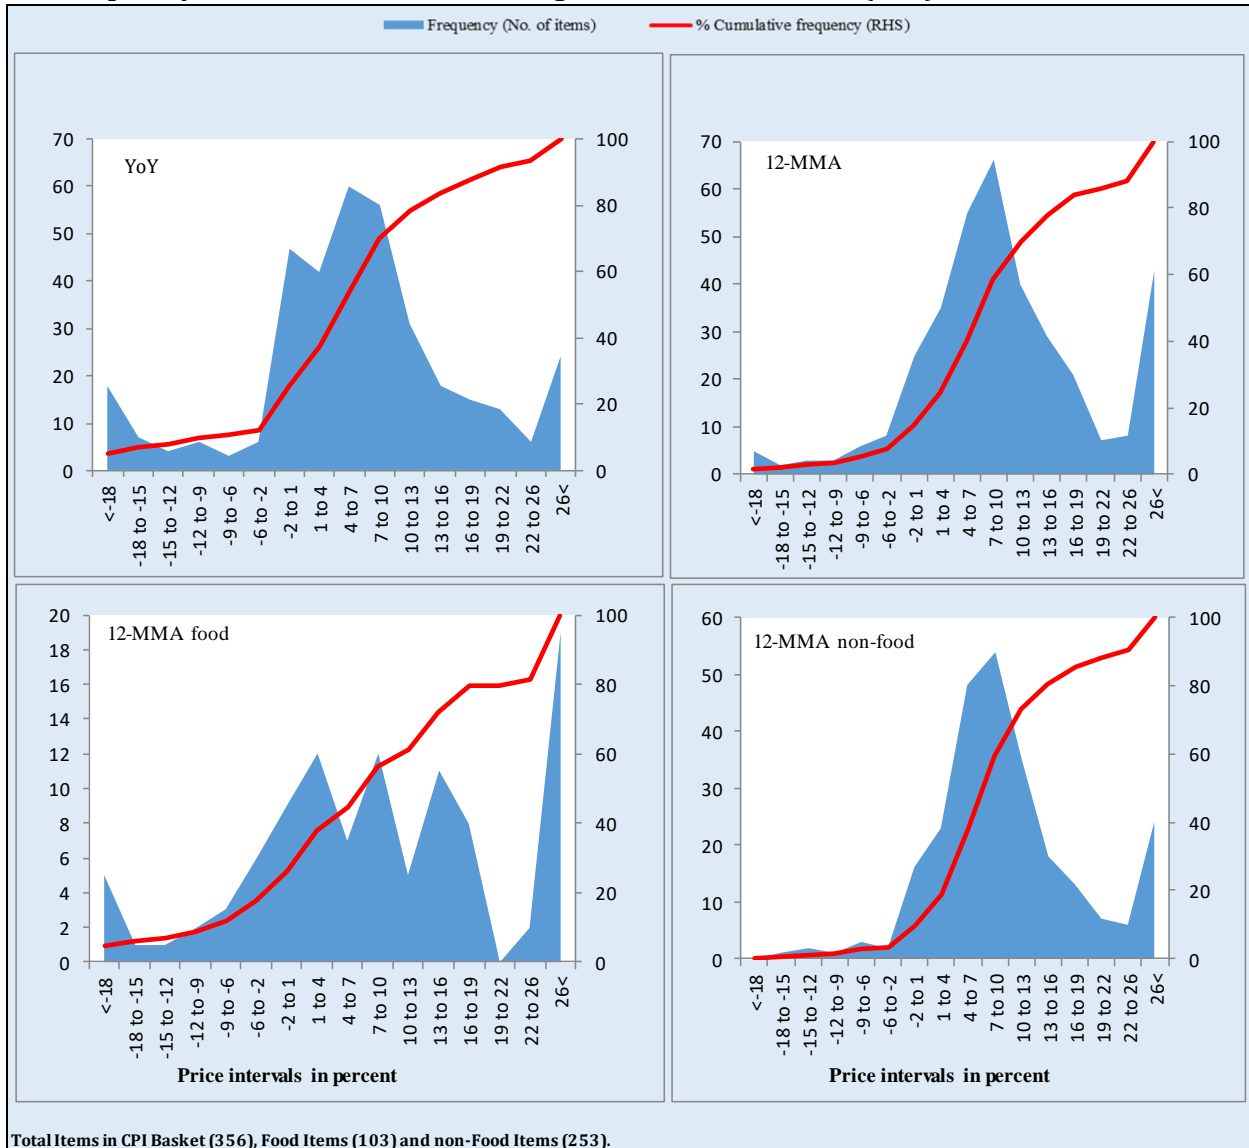 Frequency (No. of items) % Cumulative frequency (RHS)
YoY
70
60
50
40
30
20
10
0
100
80
60
40
20
0
<-18
-18 to -15
-15 to -12
-12 to -9
-9 to -6
-6 to -2
-2 to 1
1 to 4
4 to 7
7 to 10
10 to 13
13 to 16
16 to 19
19 to 22
22 to 26
26<
12-MMA
70
60
50
40
30
20
10
0
100
80
60
40
20
0
<-18
-18 to -15
-15 to -12
-12 to -9
-9 to -6
-6 to -2
-2 to 1
1 to 4
4 to 7
7 to 10
10 to 13
13 to 16
16 to 19
19 to 22
22 to 26
26<
12-MMA food
20
18
16
14
12
10
8
6
4
2
0
100
80
60
40
20
0
<-18
-18 to -15
-15 to -12
-12 to -9
-9 to -6
-6 to -2
-2 to 1
1 to 4
4 to 7
7 to 10
10 to 13
13 to 16
16 to 19
19 to 22
22 to 26
26<
Price intervals in percent
12-MMA non-food
60
50
40
30
20
10
0
100
80
60
40
20
0
<-18
-18 to -15
-15 to -12
-12 to -9
-9 to -6
-6 to -2
-2 to 1
1 to 4
4 to 7
7 to 10
10 to 13
13 to 16
16 to 19
19 to 22
22 to 26
26<
Price intervals in percent
Total Items in CPI Basket (356), Food Items (103) and non-Food Items (253).